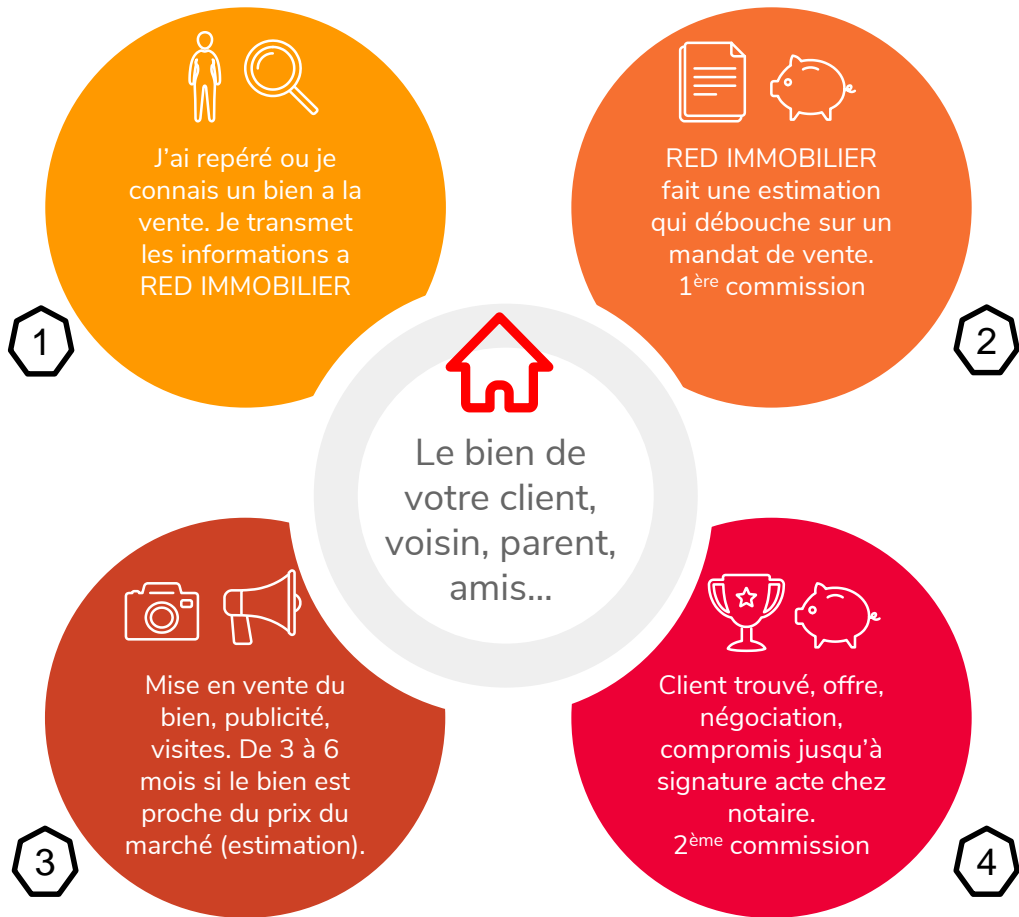 J'ai repéré ou je
connais un bien a la
vente. Je transmet
les informations a
RED IMMOBILIER
1
RED IMMOBILIER
fait une estimation
qui débouche sur un
mandat de vente.
1ère commission
2
Le bien de
votre client,
voisin, parent,
amis...
Mise en vente du
bien, publicité,
visites. De 3 à 6
mois si le bien est
proche du prix du
marché (estimation).
3
Client trouvé, offre,
négociation,
compromis jusqu'à
signature acte chez
notaire.
2ème commission
4